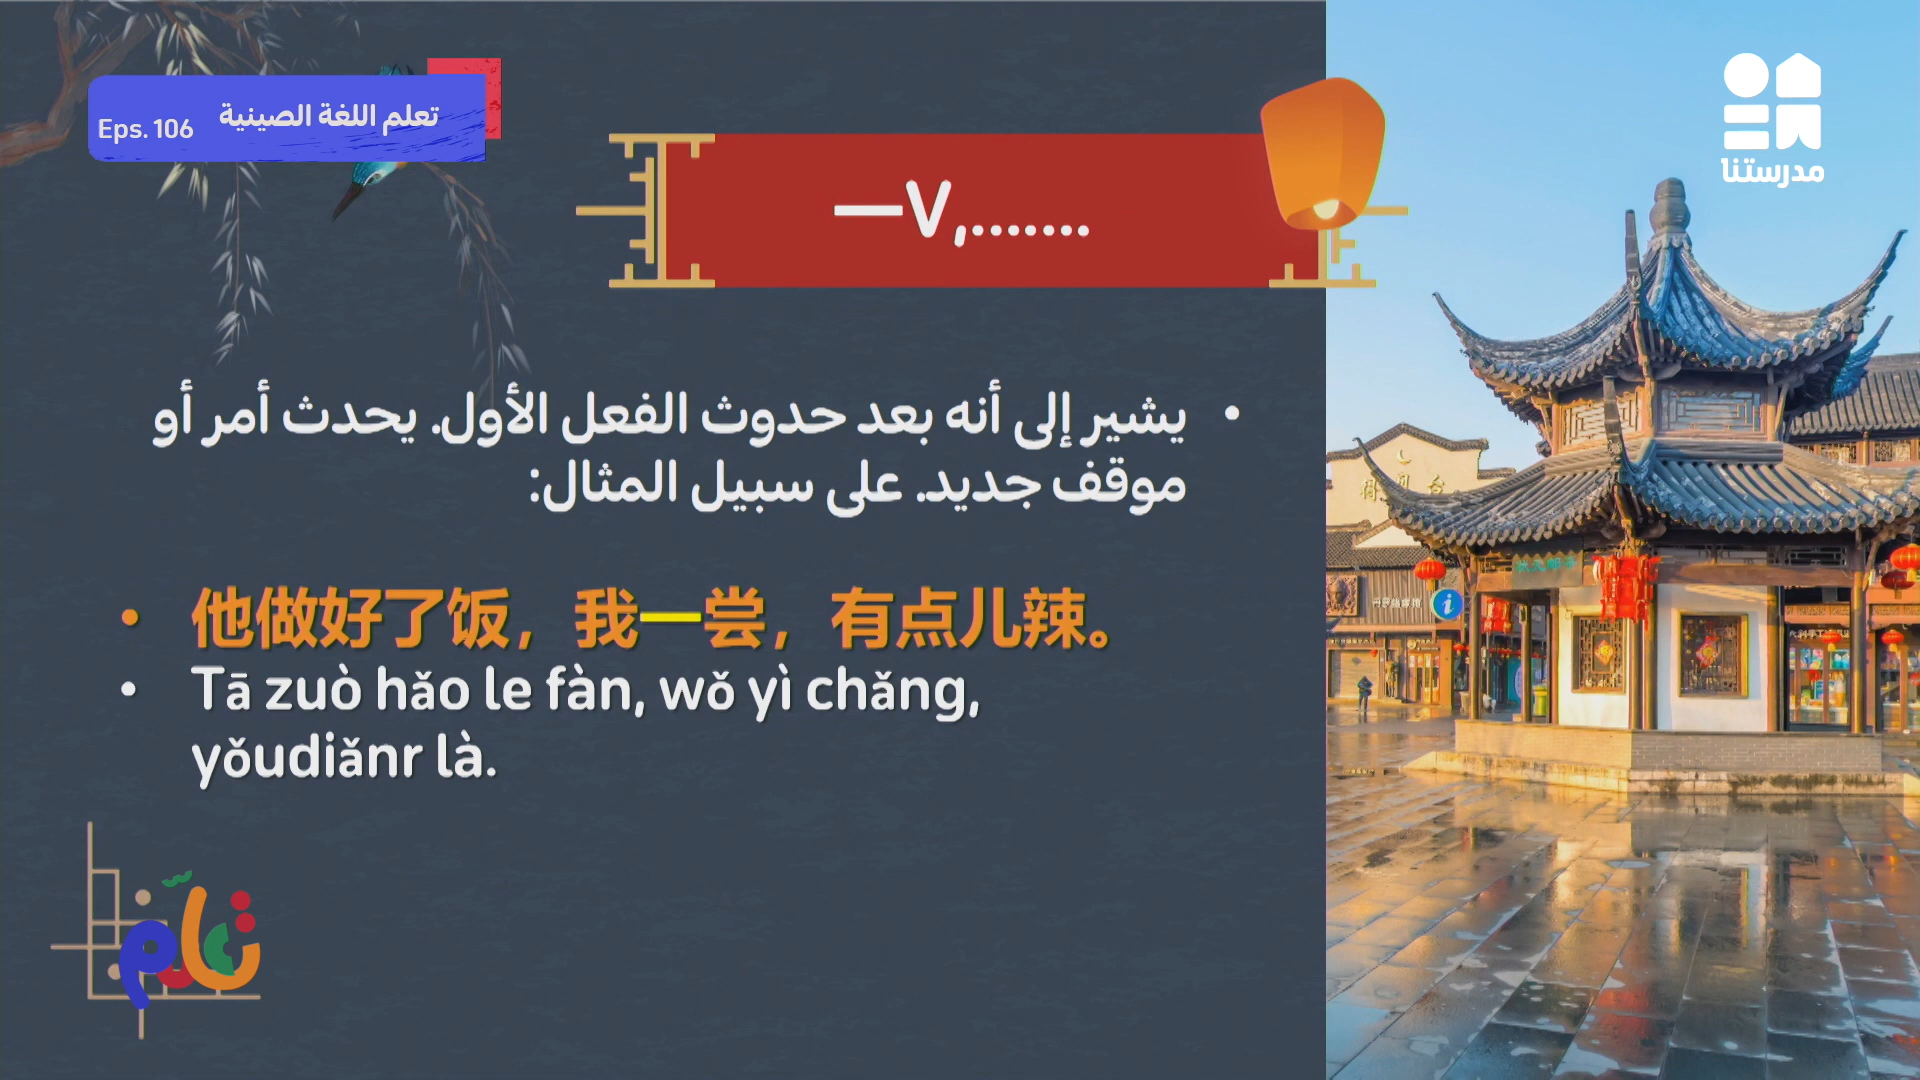 تعلم اللغة الصينية
Eps. 106
مدرستنا
一V,.......
• يشير إلى أنه بعد حدوث الفعل الأول. يحدث أمر أو
موقف جديد. على سبيل المثال:
• 他做好了饭，我一尝，有点儿辣。
• Tā zuò hǎo le fàn, wǒ yì chǎng,
yǒudiǎnr là.